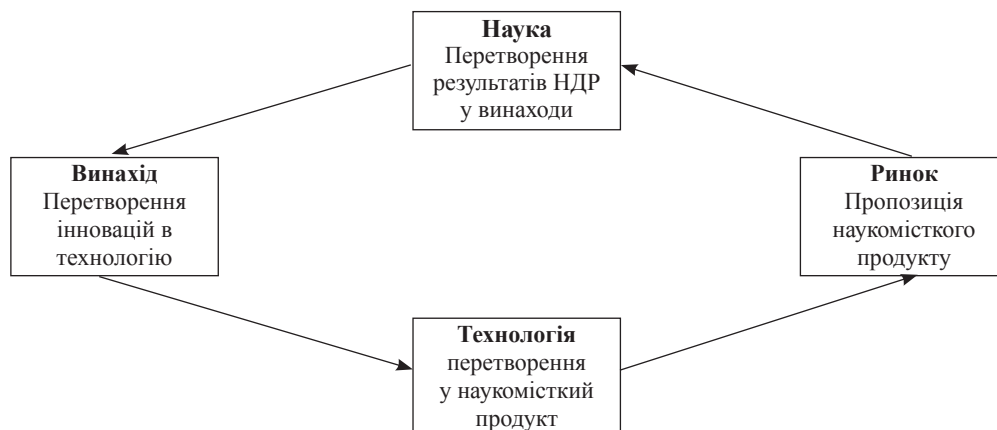 Наука
Перетворення
результатів НДР
у винаходи
Винахід
Перетворення
інновацій в
технологію
Ринок
Пропозиція
наукомісткого
продукту
Технологія
перетворення
у наукомісткий
продукт